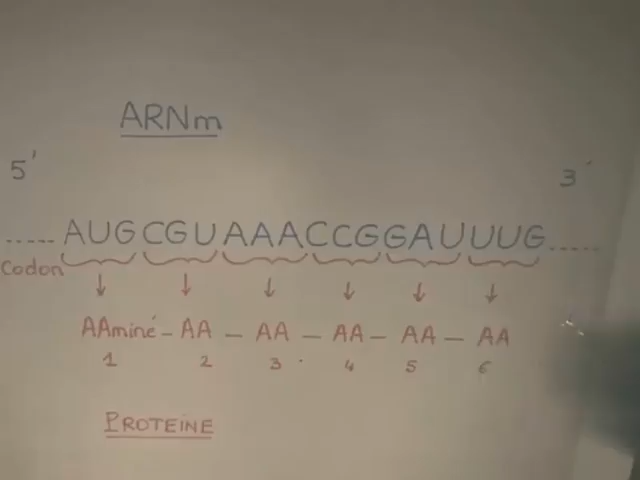 ARNm
5' 3'
..... AUGCGUAAACCGGAUUUG .....
Codon
AAminé - AA - AA - AA - AA - AA
1 2 3 4 5 6
PROTEINE